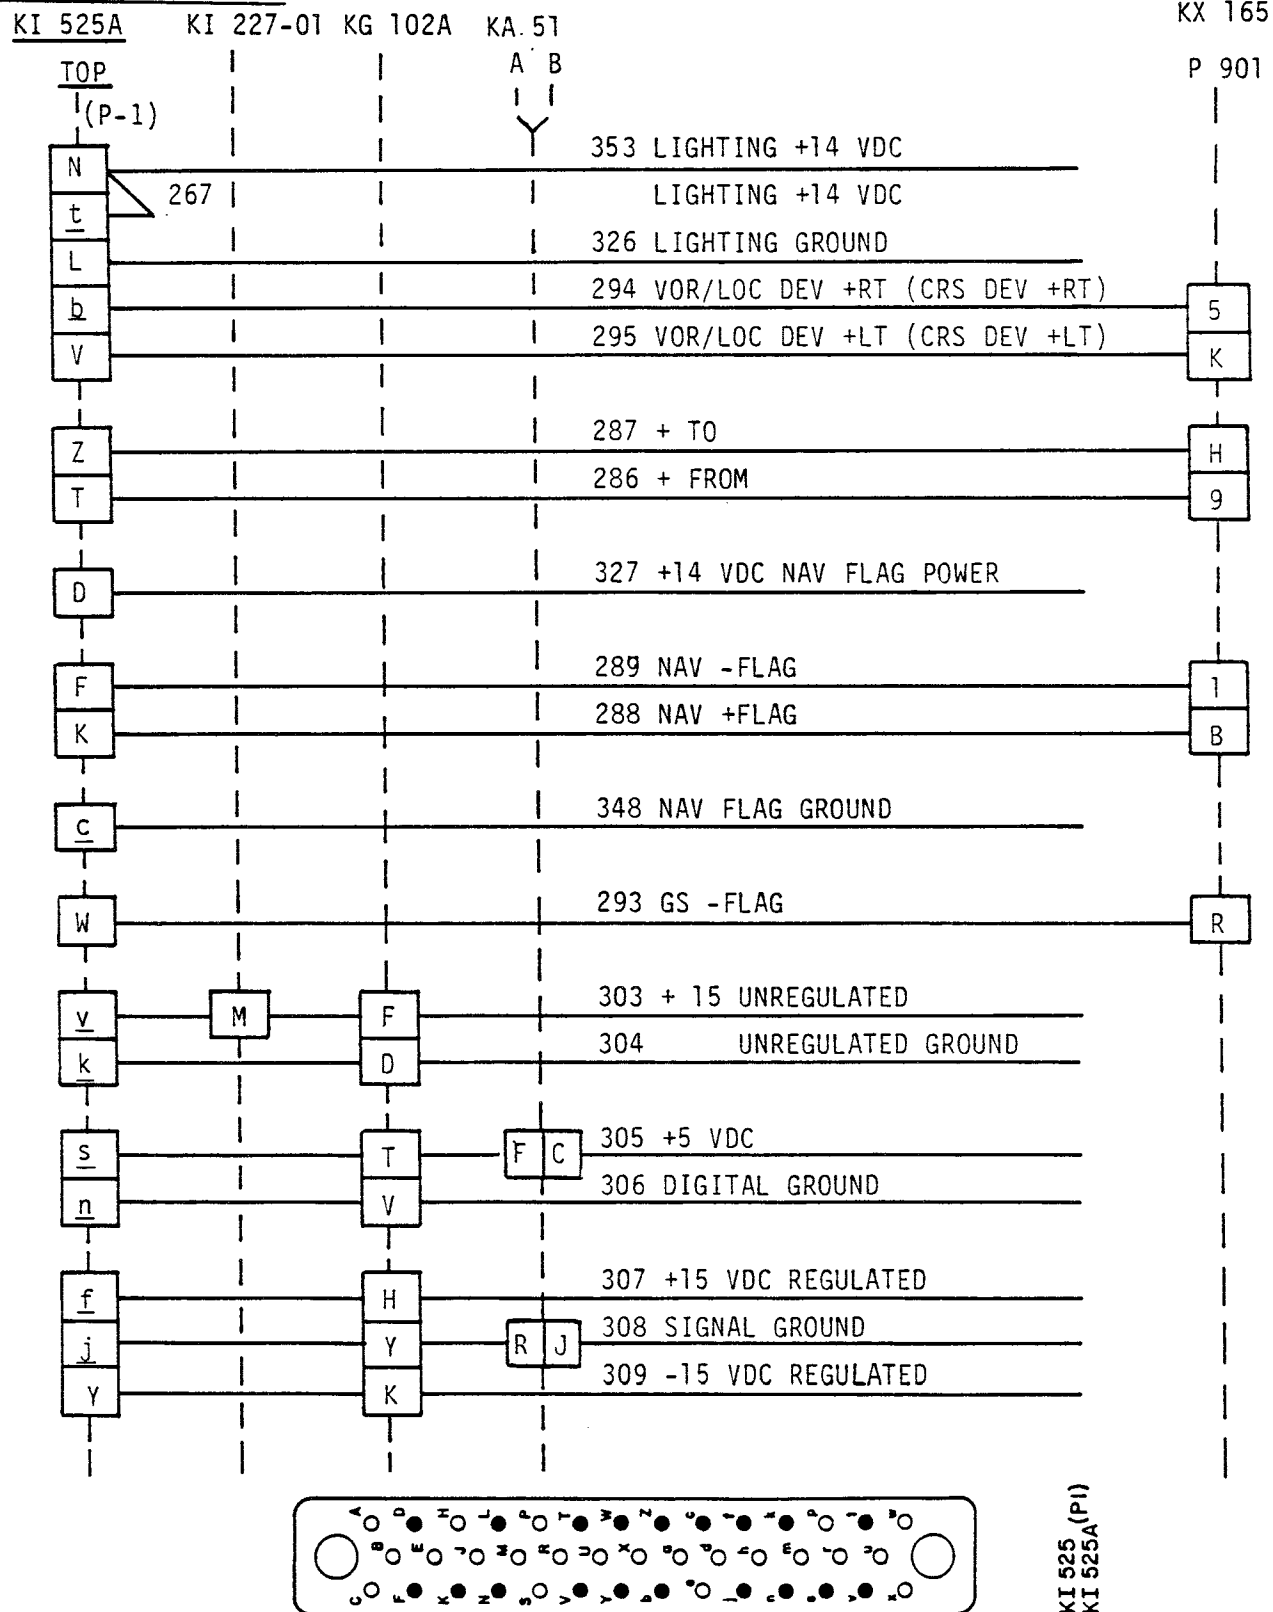 KI 525A KI 227-01 KG 102A KA 51 KX 165
TOP A B P 901
(P-1)
N 353 LIGHTING +14 VDC
t 267 LIGHTING +14 VDC
L 326 LIGHTING GROUND
b 294 VOR/LOC DEV +RT (CRS DEV +RT) 5
V 295 VOR/LOC DEV +LT (CRS DEV +LT) K
Z 287 + TO H
T 286 + FROM 9
D 327 +14 VDC NAV FLAG POWER
F 289 NAV -FLAG 1
K 288 NAV +FLAG B
c 348 NAV FLAG GROUND
W 293 GS -FLAG R
v M F 303 + 15 UNREGULATED
k D 304 UNREGULATED GROUND
s T F C 305 +5 VDC
n V 306 DIGITAL GROUND
f H 307 +15 VDC REGULATED
j Y R J 308 SIGNAL GROUND
Y K 309 -15 VDC REGULATED
A D H L P T W Z c f k p t w
B E J M R U X a d h m r u
C F K N S V Y b e j n s v x
KI 525
KI 525A (P1)